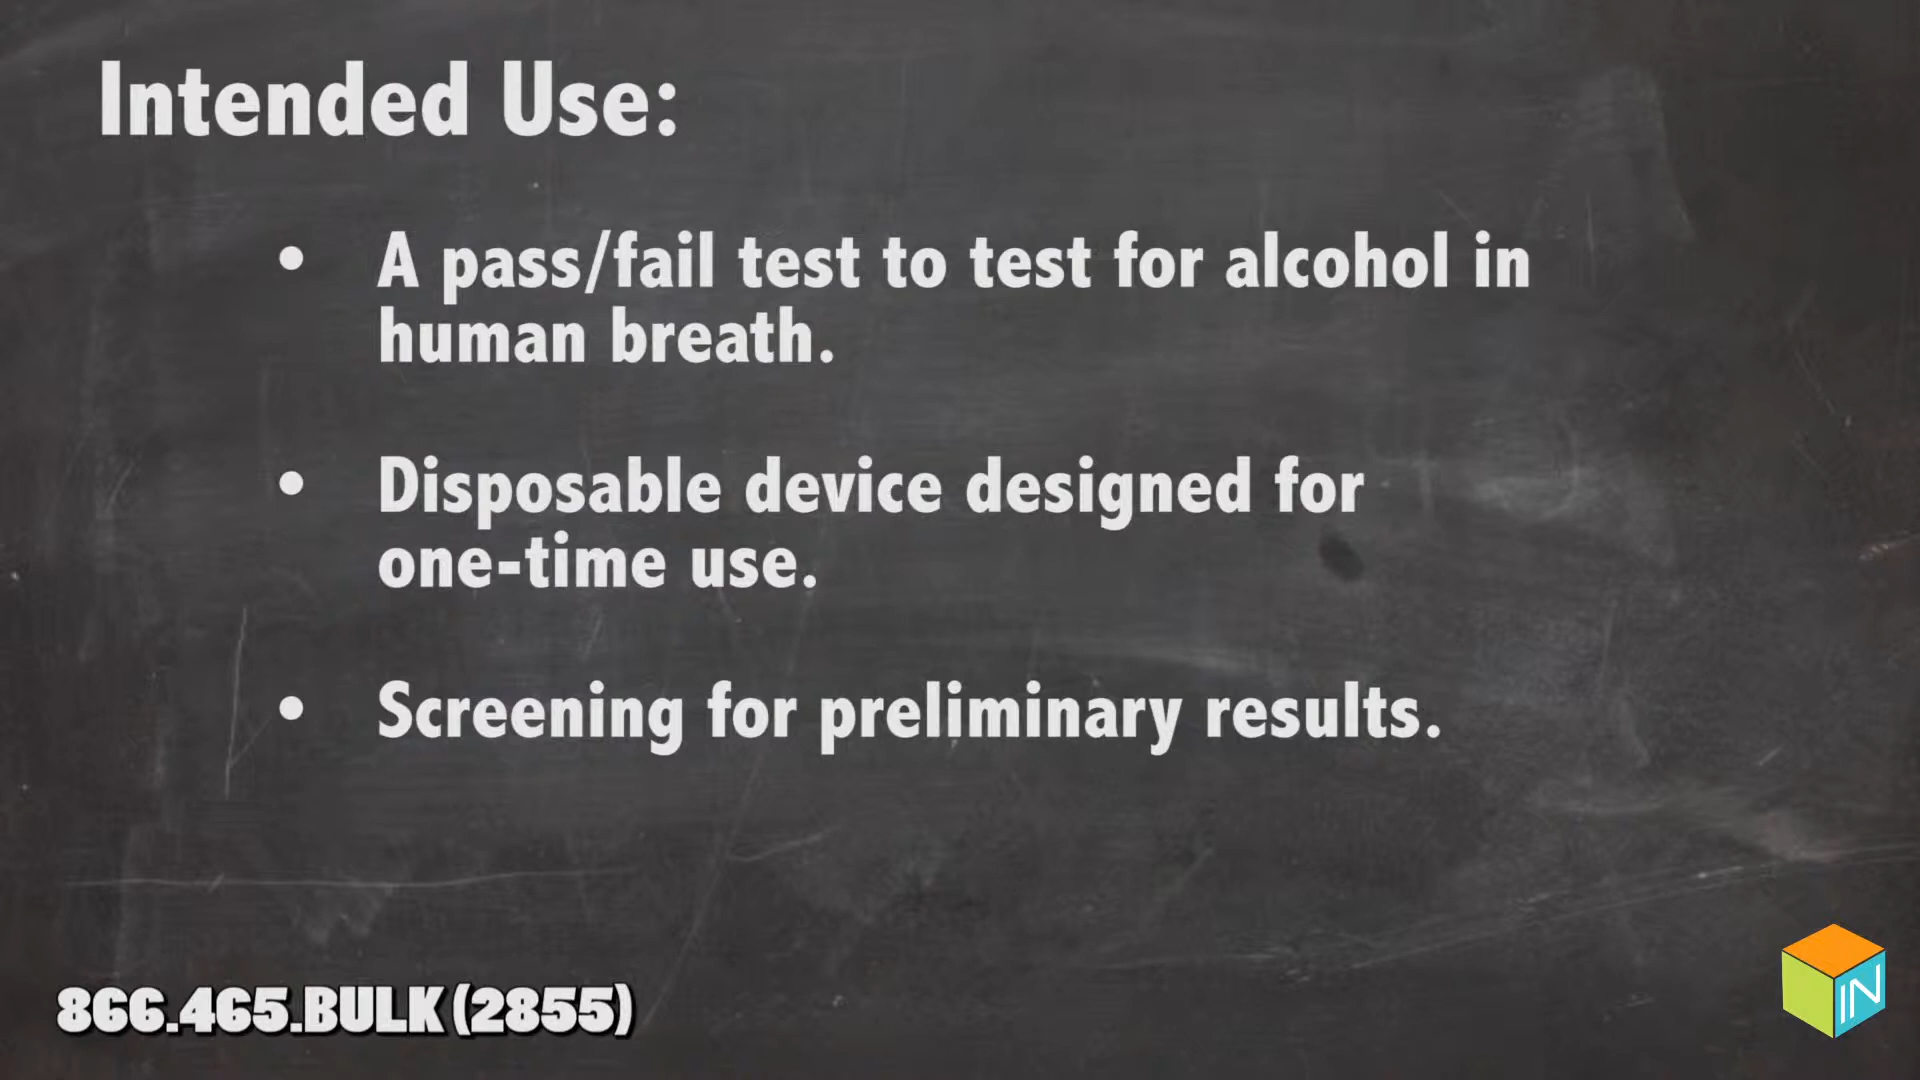 Intended Use:
• A pass/fail test to test for alcohol in
human breath.
• Disposable device designed for
one-time use.
• Screening for preliminary results.
866.465.BULK (2855)
IN